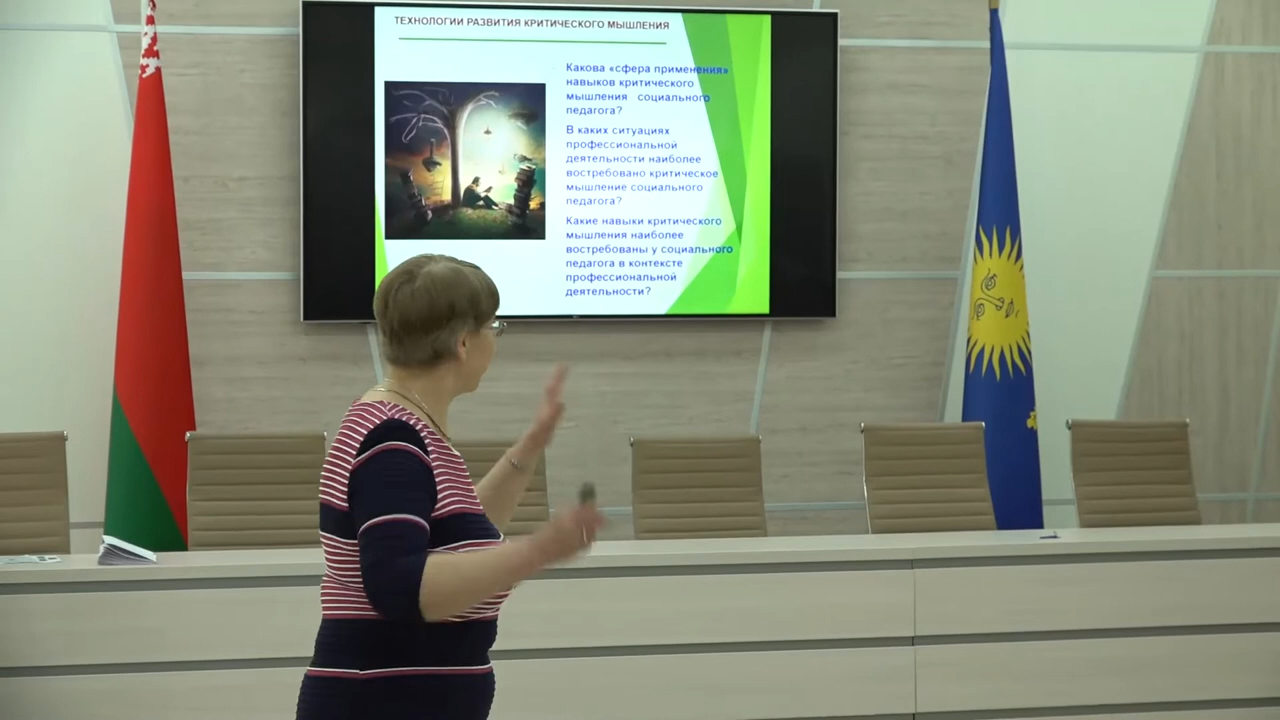 ТЕХНОЛОГИИ РАЗВИТИЯ КРИТИЧЕСКОГО МЫШЛЕНИЯ
Какова «сфера применения»
навыков критического
мышления социального
педагога?
В каких ситуациях
профессиональной
деятельности наиболее
востребовано критическое
мышление социального
педагога?
Какие навыки критического
мышления наиболее
востребованы у социального
педагога в контексте
профессиональной
деятельности?